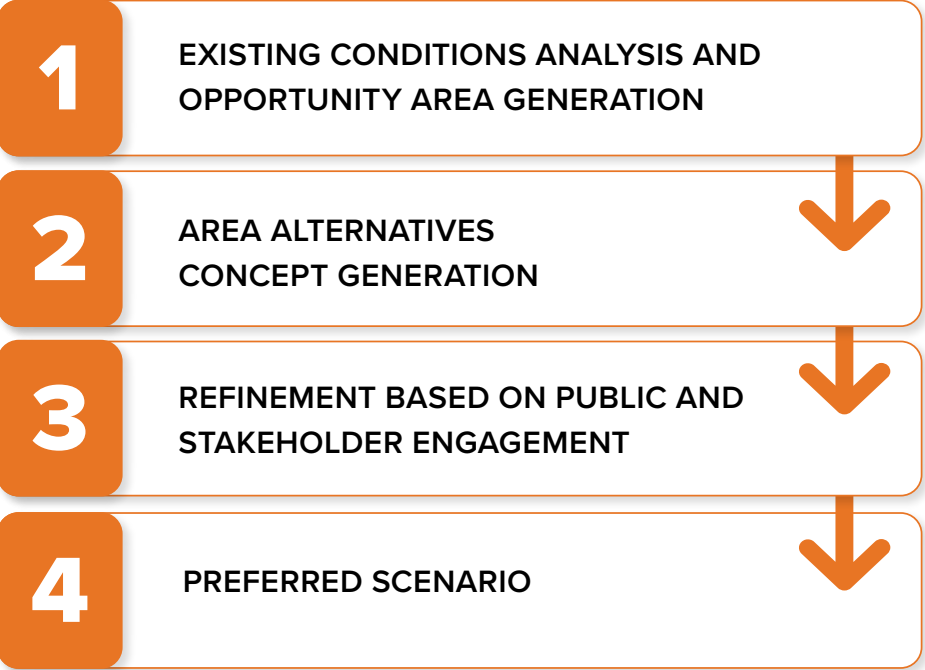 1
EXISTING CONDITIONS ANALYSIS AND
OPPORTUNITY AREA GENERATION
2
AREA ALTERNATIVES
CONCEPT GENERATION
3
REFINEMENT BASED ON PUBLIC AND
STAKEHOLDER ENGAGEMENT
4
PREFERRED SCENARIO